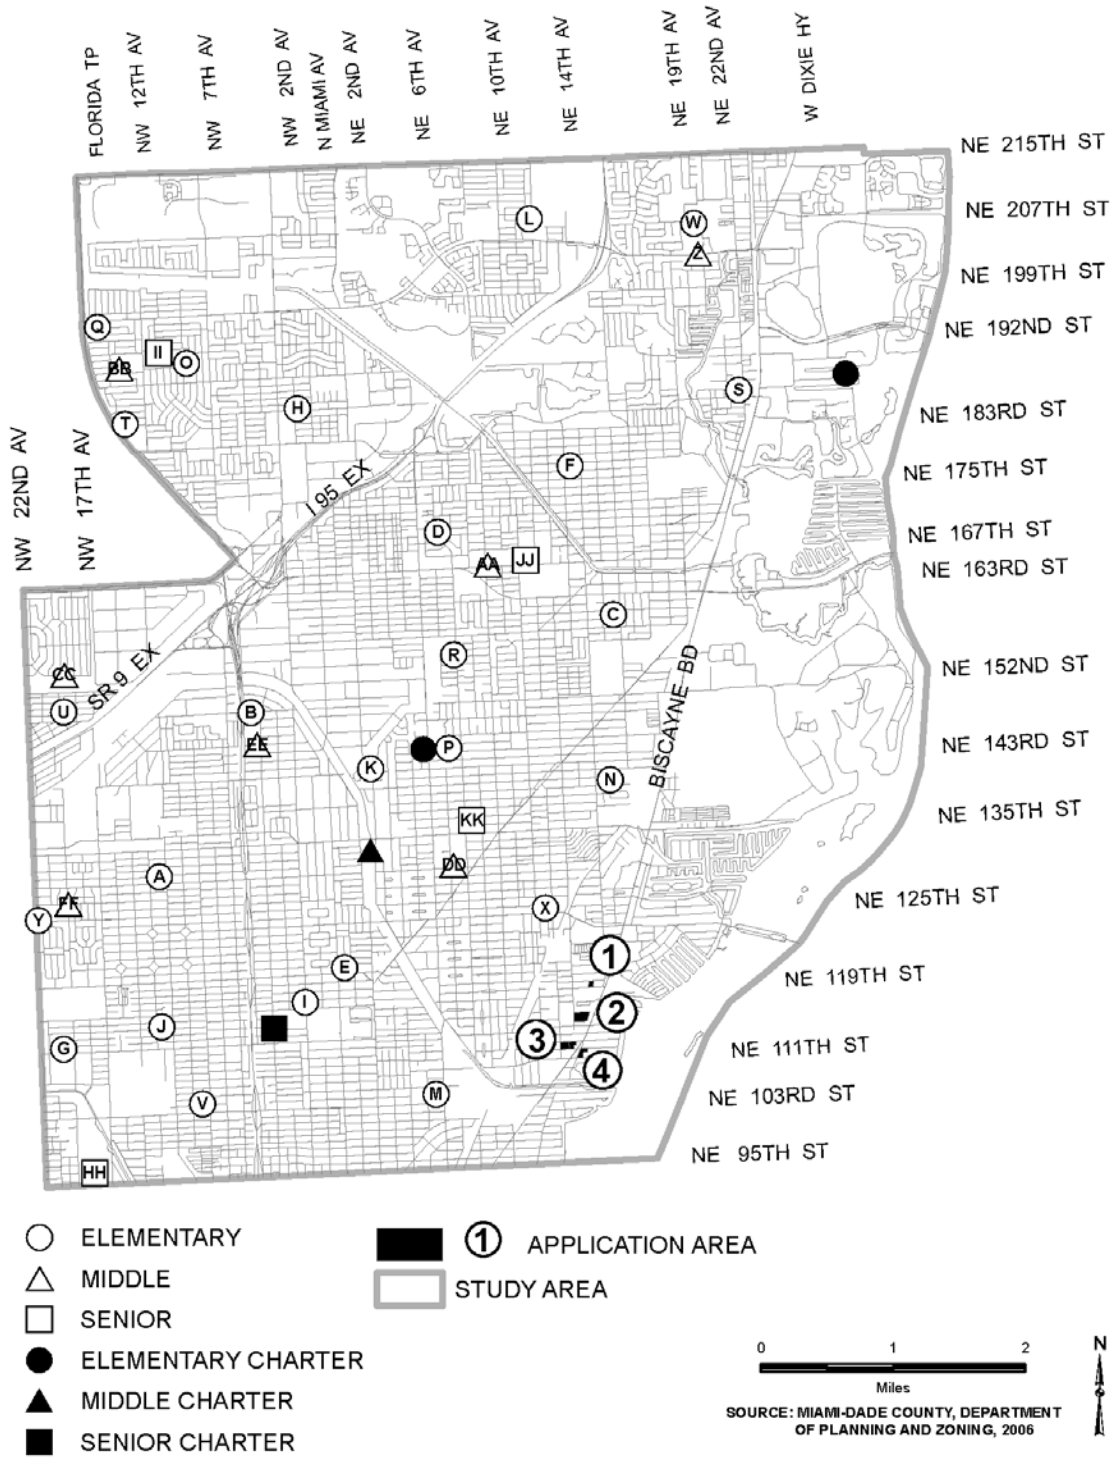 FLORIDA TP
NW 12TH AV
NW 7TH AV
NW 2ND AV
N MIAMI AV
NE 2ND AV
NE 6TH AV
NE 10TH AV
NE 14TH AV
NE 19TH AV
NE 22ND AV
W DIXIE HY
NE 215TH ST
NE 207TH ST
NE 199TH ST
NE 192ND ST
NE 183RD ST
NE 175TH ST
NE 167TH ST
NE 163RD ST
NE 152ND ST
NE 143RD ST
NE 135TH ST
NE 125TH ST
NE 119TH ST
NE 111TH ST
NE 103RD ST
NE 95TH ST
NW 22ND AV
NW 17TH AV
I 95 EX
SR 9 EX
BISCAYNE BD
L
W
Z
Q
II
O
BB
S
H
T
F
D
AA
JJ
C
R
CC
U
B
EE
P
K
N
KK
DD
A
FF
Y
X
E
1
I
2
J
3
G
4
M
V
HH
ELEMENTARY
MIDDLE
SENIOR
ELEMENTARY CHARTER
MIDDLE CHARTER
SENIOR CHARTER
1 APPLICATION AREA
STUDY AREA
0 1 2
Miles
N
SOURCE: MIAMI-DADE COUNTY, DEPARTMENT
OF PLANNING AND ZONING, 2006